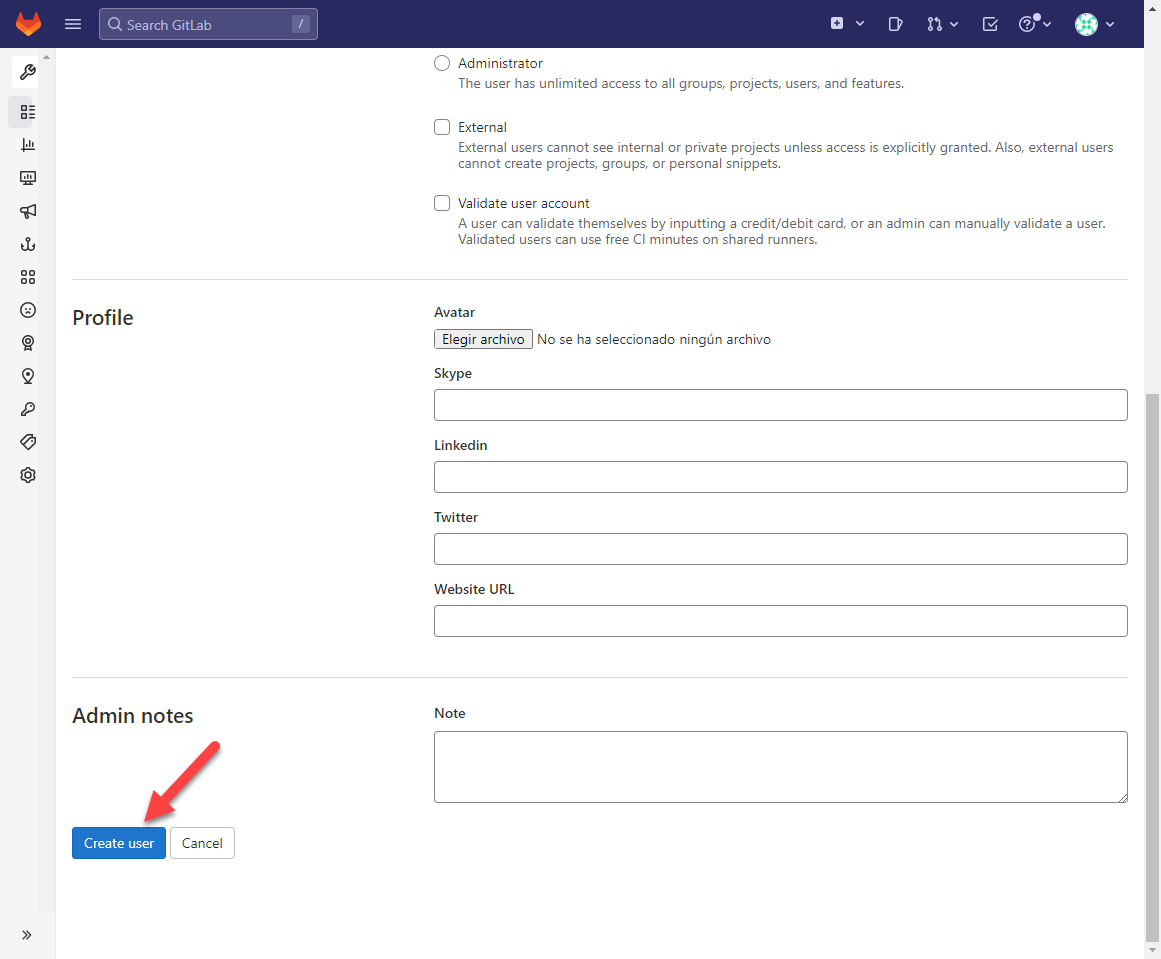 Search GitLab /
Administrator
The user has unlimited access to all groups, projects, users, and features.
External
External users cannot see internal or private projects unless access is explicitly granted. Also, external users
cannot create projects, groups, or personal snippets.
Validate user account
A user can validate themselves by inputting a credit/debit card, or an admin can manually validate a user.
Validated users can use free CI minutes on shared runners.
Profile
Avatar
Elegir archivo No se ha seleccionado ningún archivo
Skype
Linkedin
Twitter
Website URL
Admin notes
Note
Create user Cancel